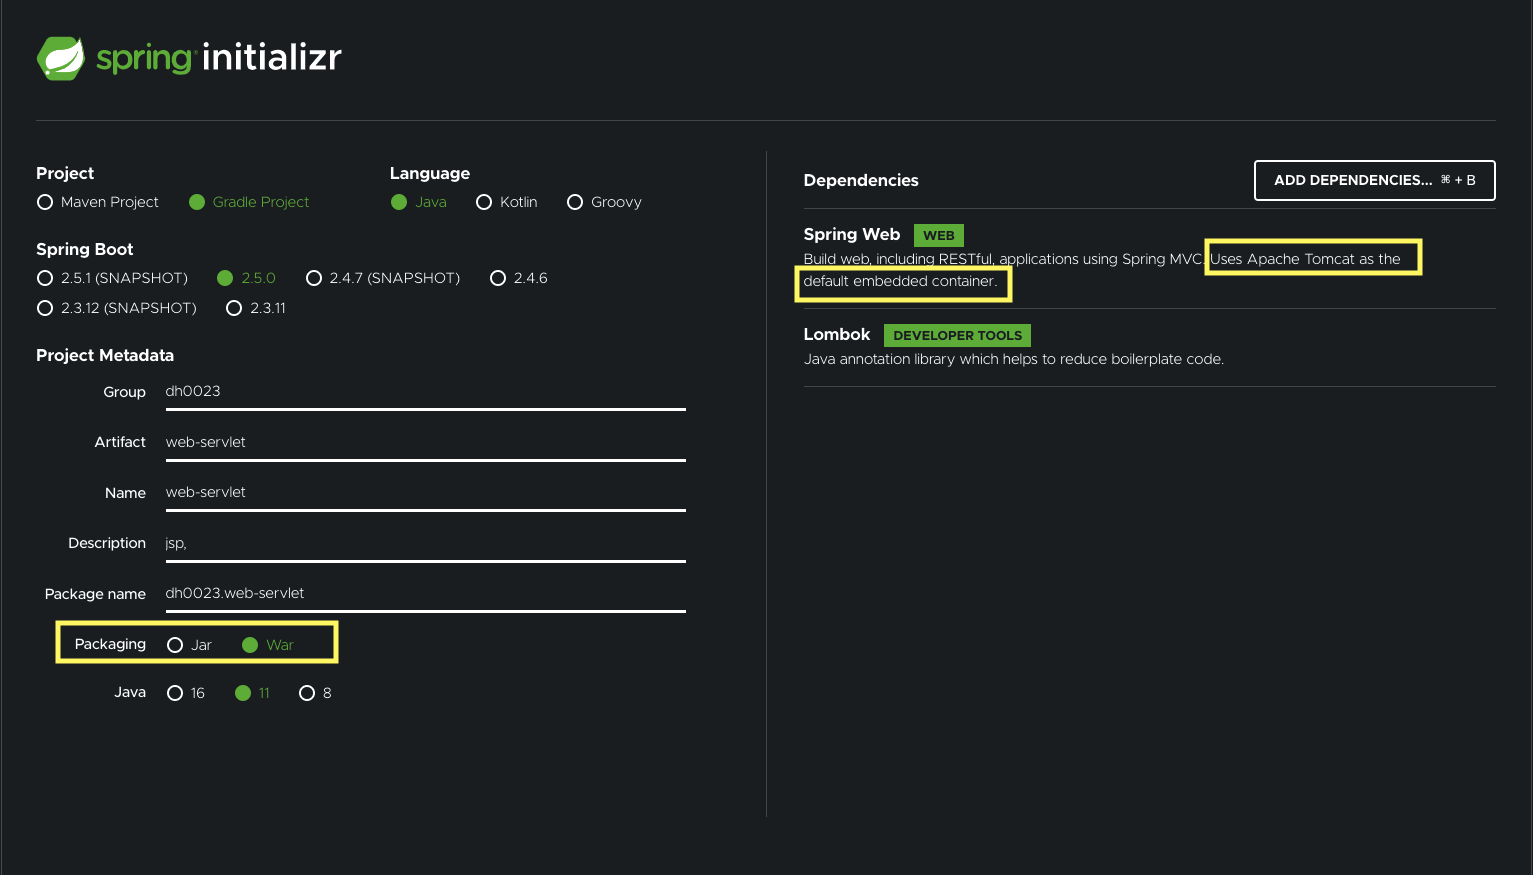 spring initializr
Project
Maven Project Gradle Project
Language
Java Kotlin Groovy
Spring Boot
2.5.1 (SNAPSHOT) 2.5.0 2.4.7 (SNAPSHOT) 2.4.6
2.3.12 (SNAPSHOT) 2.3.11
Project Metadata
Group dh0023
Artifact web-servlet
Name web-servlet
Description jsp,
Package name dh0023.web-servlet
Packaging Jar War
Java 16 11 8
Dependencies
ADD DEPENDENCIES... ⌘ + B
Spring Web WEB
Build web, including RESTful, applications using Spring MVC. Uses Apache Tomcat as the
default embedded container.
Lombok DEVELOPER TOOLS
Java annotation library which helps to reduce boilerplate code.